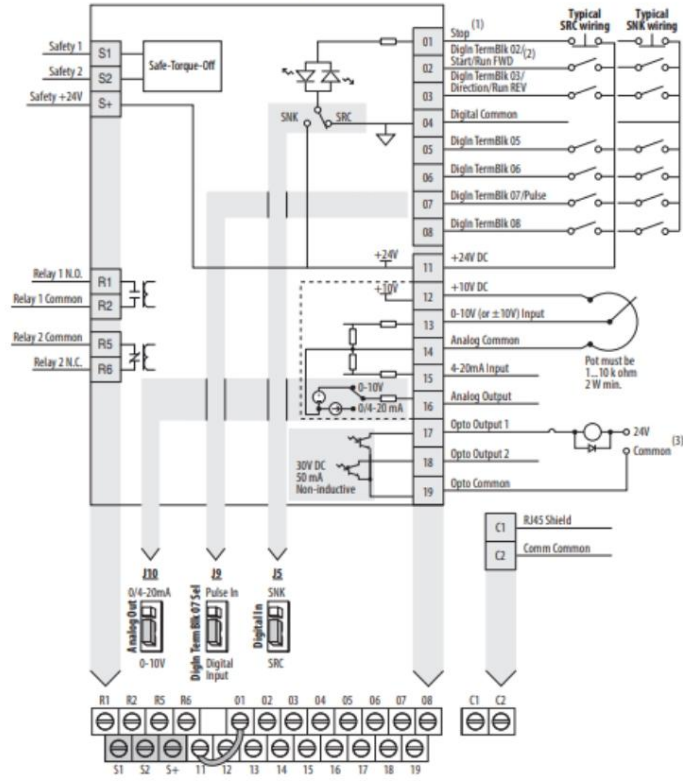 Typical SRC wiring
Typical SNK wiring
Safety 1
S1
Safety 2
S2
Safety +24V
S+
Safe-Torque-Off
SNK
SRC
01
Stop (1)
02
DigIn TermBlk 02/ Start/Run FWD (2)
03
DigIn TermBlk 03/ Direction/Run REV
04
Digital Common
05
DigIn TermBlk 05
06
DigIn TermBlk 06
07
DigIn TermBlk 07/Pulse
08
DigIn TermBlk 08
+24V
11
+24V DC
+10V
12
+10V DC
13
0-10V (or ±10V) Input
14
Analog Common
15
4-20mA Input
16
Analog Output
17
Opto Output 1
18
Opto Output 2
19
Opto Common
Pot must be
1...10 k ohm
2 W min.
24V
Common (3)
Relay 1 N.O.
R1
Relay 1 Common
R2
Relay 2 Common
R5
Relay 2 N.C.
R6
0-10V
0/4-20 mA
30V DC
50 mA
Non-inductive
C1
RJ45 Shield
C2
Comm Common
J10
0/4-20mA
Analog Out
0-10V
J9
Pulse In
DigIn TermBlk 07 Sel
Digital
Input
J5
SNK
Digital In
SRC
R1 R2 R5 R6 01 02 03 04 05 06 07 08 C1 C2
S1 S2 S+ 11 12 13 14 15 16 17 18 19